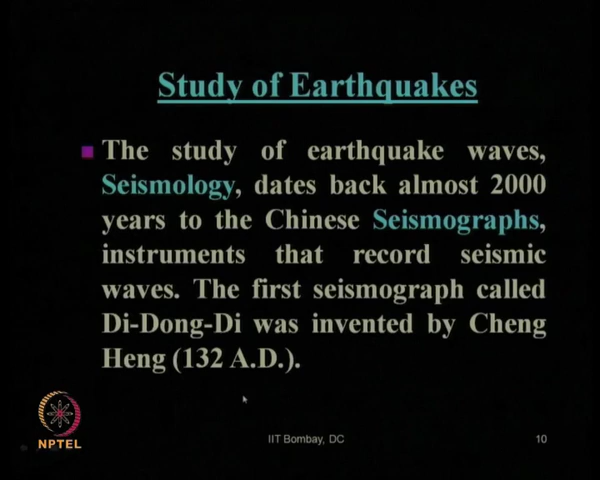 Study of Earthquakes
The study of earthquake waves,
Seismology, dates back almost 2000
years to the Chinese Seismographs,
instruments that record seismic
waves. The first seismograph called
Di-Dong-Di was invented by Cheng
Heng (132 A.D.).
NPTEL
IIT Bombay, DC
10